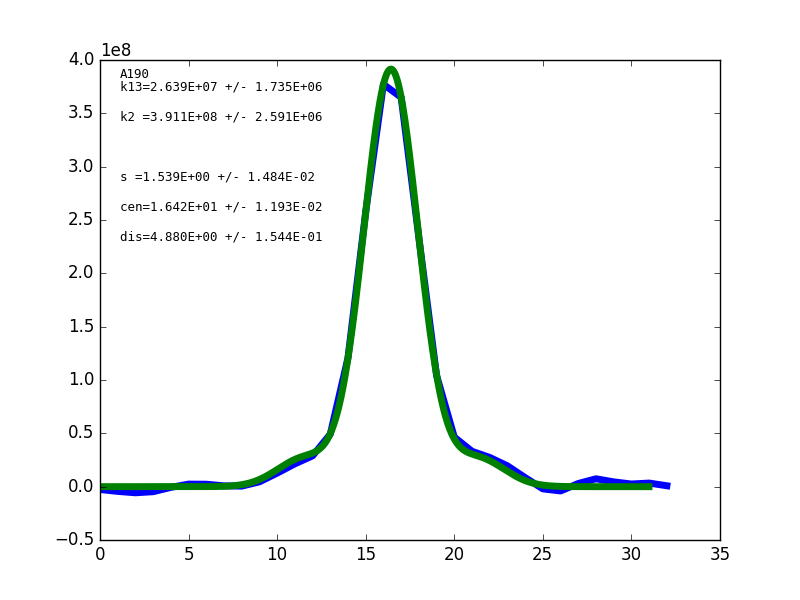 1e8
4.0
A190
k13=2.639E+07 +/- 1.735E+06
k2 =3.911E+08 +/- 2.591E+06
3.5
3.0
s =1.539E+00 +/- 1.484E-02
cen=1.642E+01 +/- 1.193E-02
2.5
dis=4.880E+00 +/- 1.544E-01
2.0
1.5
1.0
0.5
0.0
−0.5
0 5 10 15 20 25 30 35